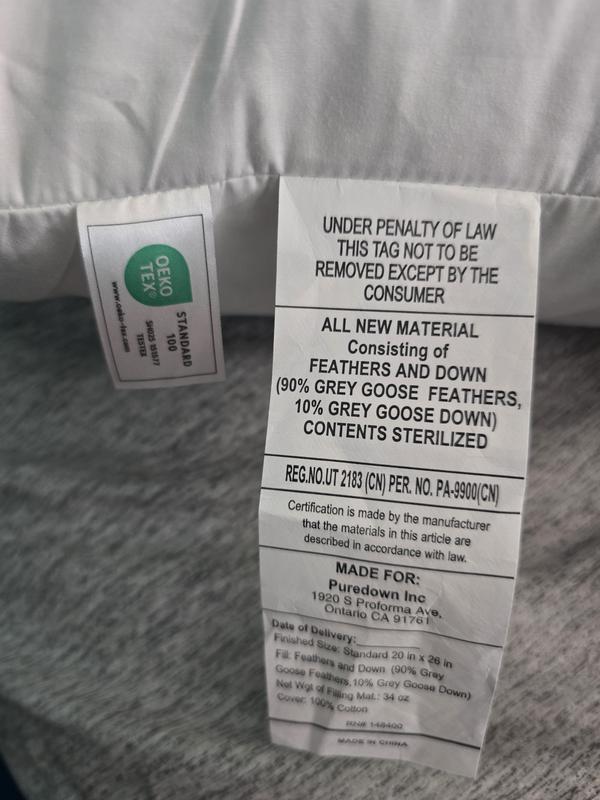 OEKO
TEX®
STANDARD
100
SH025 151577
TESTEX
www.oeko-tex.com
UNDER PENALTY OF LAW
THIS TAG NOT TO BE
REMOVED EXCEPT BY THE
CONSUMER
ALL NEW MATERIAL
Consisting of
FEATHERS AND DOWN
(90% GREY GOOSE FEATHERS,
10% GREY GOOSE DOWN)
CONTENTS STERILIZED
REG.NO.UT 2183 (CN) PER. NO. PA-9900(CN)
Certification is made by the manufacturer
that the materials in this article are
described in accordance with law.
MADE FOR:
Puredown Inc
1920 S Proforma Ave,
Ontario CA 91761
Date of Delivery:
Finished Size: Standard 20 in x 26 in
Fill: Feathers and Down (90% Grey
Goose Feathers,10% Grey Goose Down)
Net Wgt of Filling Mat.: 34 oz
Cover: 100% Cotton
RN# 148400
MADE IN CHINA